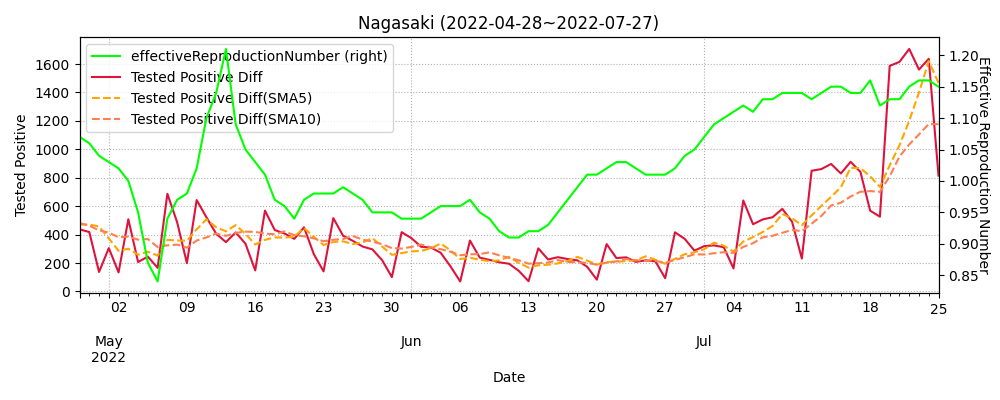 Nagasaki (2022-04-28~2022-07-27)
effectiveReproductionNumber (right)
Tested Positive Diff
Tested Positive Diff(SMA5)
Tested Positive Diff(SMA10)
Tested Positive
1600
1400
1200
1000
800
600
400
200
0
1.20
1.15
1.10
1.05
1.00
0.95
0.90
0.85
Effective Reproduction Number
02 09 16 23 30 06 13 20 27 04 11 18 25
May Jun Jul
2022
Date